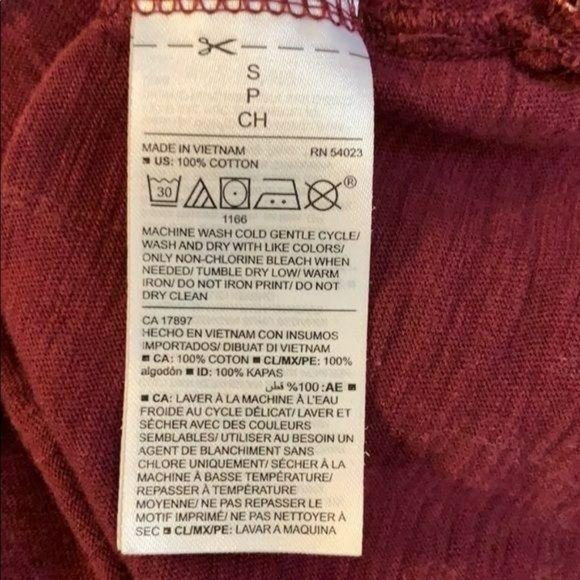 S
P
CH
MADE IN VIETNAM RN 54023
US: 100% COTTON
30
®
1166
MACHINE WASH COLD GENTLE CYCLE/
WASH AND DRY WITH LIKE COLORS/
ONLY NON-CHLORINE BLEACH WHEN
NEEDED/ TUMBLE DRY LOW/ WARM
IRON/ DO NOT IRON PRINT/ DO NOT
DRY CLEAN
CA 17897
HECHO EN VIETNAM CON INSUMOS
IMPORTADOS/ DIBUAT DI VIETNAM
CA: 100% COTON CL/MX/PE: 100%
algodón ID: 100% KAPAS
AE: 100% قطن
CA: LAVER À LA MACHINE À L'EAU
FROIDE AU CYCLE DÉLICAT/ LAVER ET
SÉCHER AVEC DES COULEURS
SEMBLABLES/ UTILISER AU BESOIN UN
AGENT DE BLANCHIMENT SANS
CHLORE UNIQUEMENT/ SÉCHER À LA
MACHINE À BASSE TEMPÉRATURE/
REPASSER À TEMPÉRATURE
MOYENNE/ NE PAS REPASSER LE
MOTIF IMPRIMÉ/ NE PAS NETTOYER À
SEC CL/MX/PE: LAVAR A MAQUINA